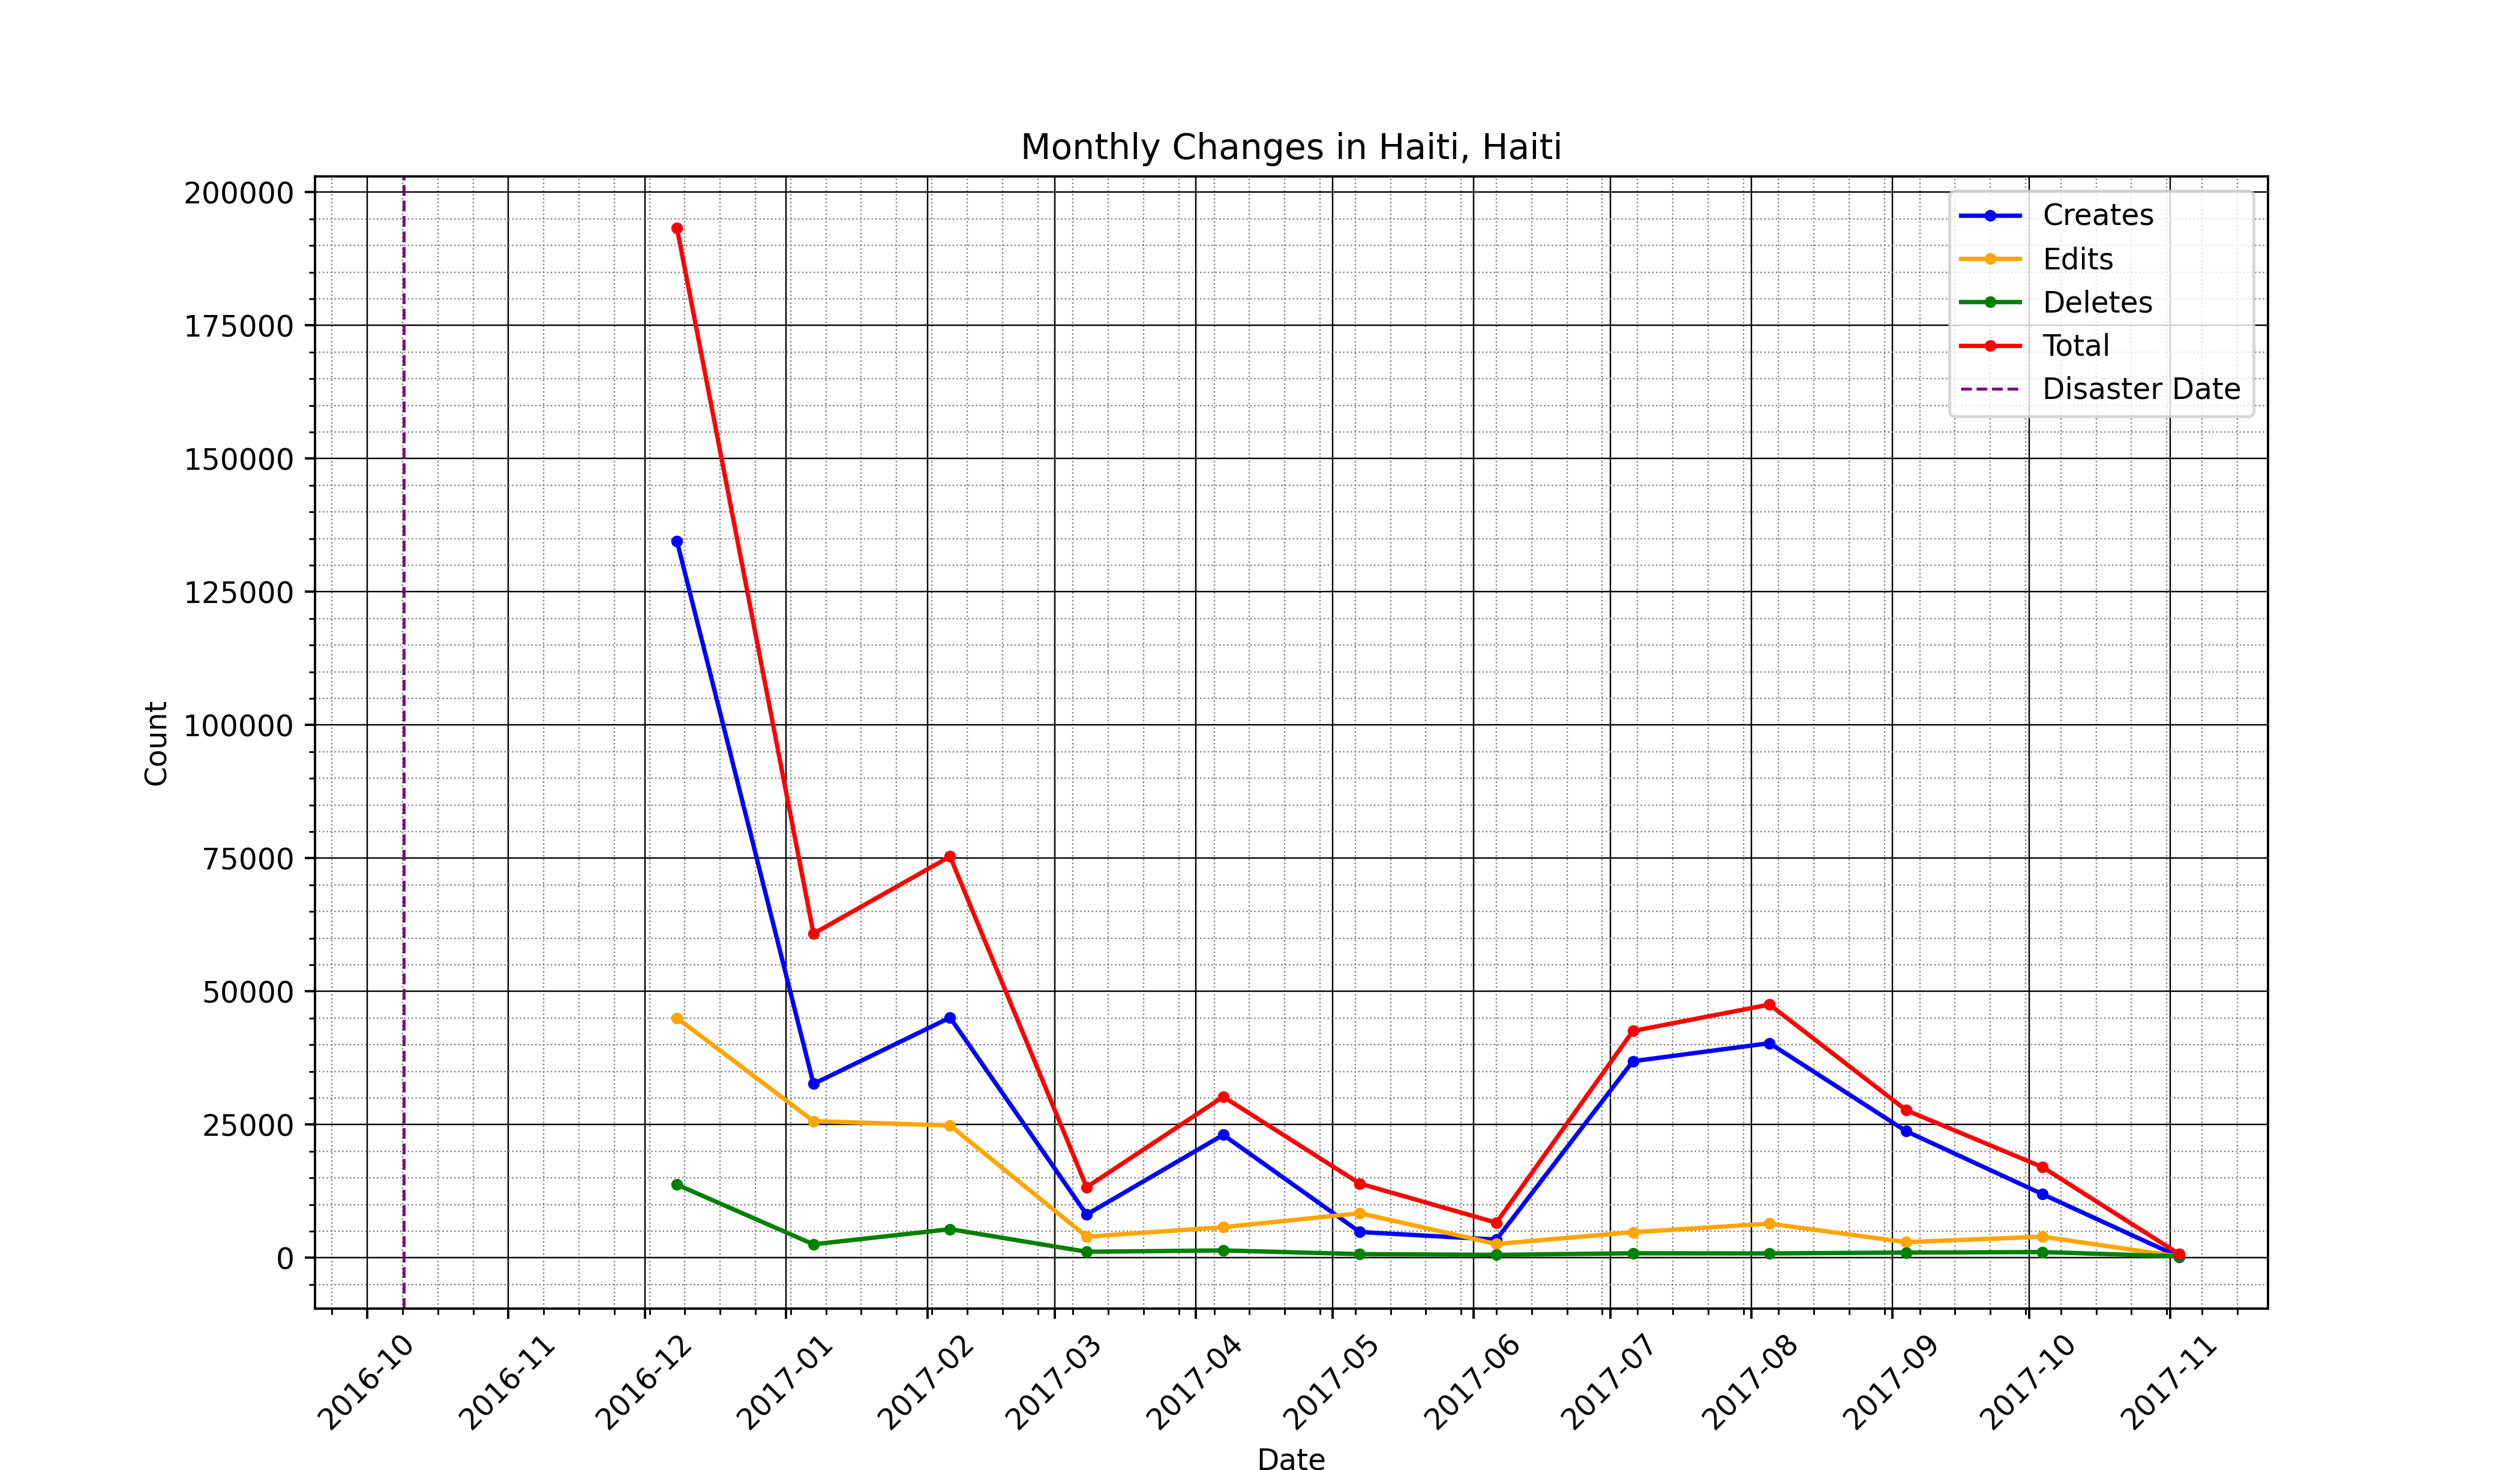 Monthly Changes in Haiti, Haiti
200000
175000
150000
125000
100000
75000
50000
25000
0
Count
Creates
Edits
Deletes
Total
Disaster Date
2016-10
2016-11
2016-12
2017-01
2017-02
2017-03
2017-04
2017-05
2017-06
2017-07
2017-08
2017-09
2017-10
2017-11
Date